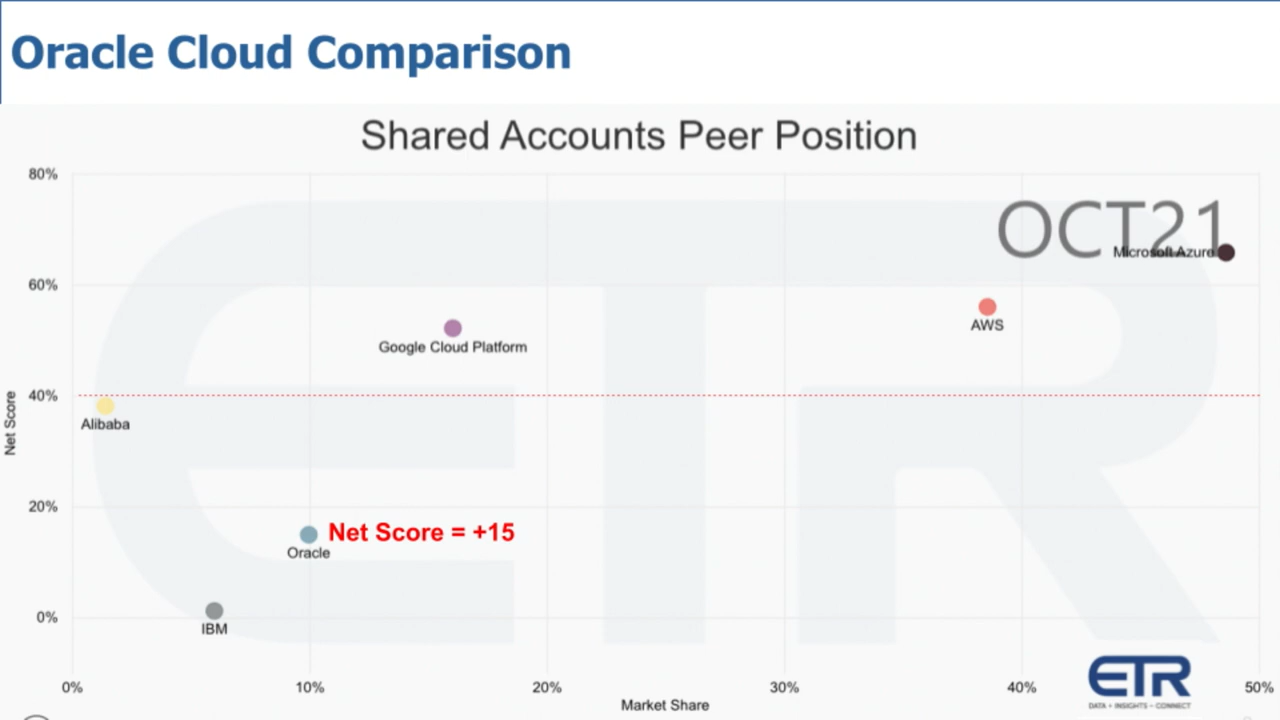 Oracle Cloud Comparison
Shared Accounts Peer Position
80%
OCT21
Microsoft Azure
60%
AWS
Google Cloud Platform
40%
Alibaba
Net Score
20%
Net Score = +15
Oracle
0%
IBM
ETR
DATA + INSIGHTS + CONNECT
0%
10%
20%
30%
40%
50%
Market Share
ETR